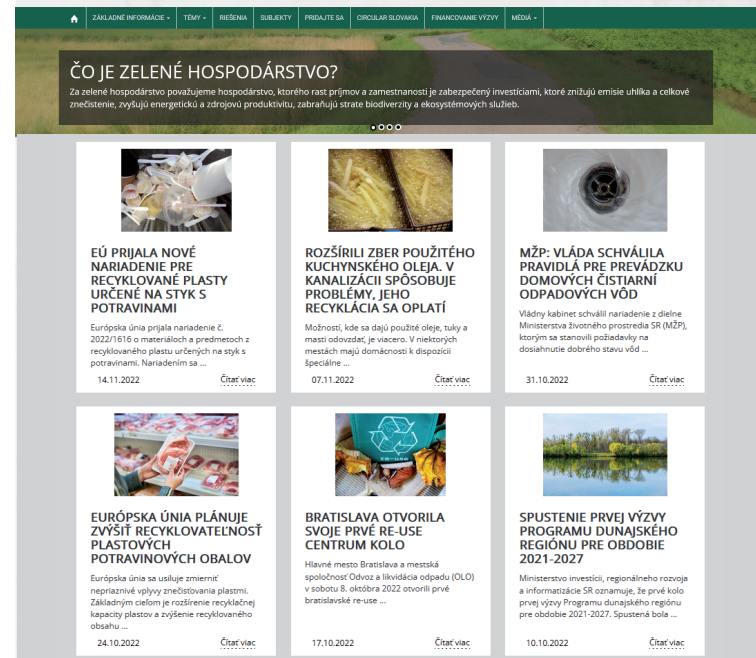 ZÁKLADNÉ INFORMÁCIE TÉMY RIEŠENIA SUBJEKTY PRIDAJTE SA CIRCULAR SLOVAKIA FINANCOVANIE VÝZVY MÉDIÁ
ČO JE ZELENÉ HOSPODÁRSTVO?
Za zelené hospodárstvo považujeme hospodárstvo, ktorého rast príjmov a zamestnanosti je zabezpečený investíciami, ktoré znižujú emisie uhlíka a celkové
znečistenie, zvyšujú energetickú a zdrojovú produktivitu, zabraňujú strate biodiverzity a ekosystémových služieb.
EÚ PRIJALA NOVÉ
NARIADENIE PRE
RECYKLOVANÉ PLASTY
URČENÉ NA STYK S
POTRAVINAMI
Európska únia prijala nariadenie č.
2022/1616 o materiáloch a predmetoch z
recyklovaného plastu určených na styk s
potravinami. Nariadením sa ...
14.11.2022 Čítať viac
ROZŠÍRILI ZBER POUŽITÉHO
KUCHYNSKÉHO OLEJA. V
KANALIZÁCII SPÔSOBUJE
PROBLÉMY, JEHO
RECYKLÁCIA SA OPLATÍ
Možností, kde sa dajú použité oleje, tuky a
masti odovzdať, je viacero. V niektorých
mestách majú domácnosti k dispozícii
špeciálne ...
07.11.2022 Čítať viac
MŽP: VLÁDA SCHVÁLILA
PRAVIDLÁ PRE PREVÁDZKU
DOMOVÝCH ČISTIARNÍ
ODPADOVÝCH VÔD
Vládny kabinet schválil nariadenie z dielne
Ministerstva životného prostredia SR (MŽP),
ktorým sa stanovili požiadavky na
dosiahnutie dobrého stavu vôd ...
31.10.2022 Čítať viac
EURÓPSKA ÚNIA PLÁNUJE
ZVÝŠIŤ RECYKLOVATEĽNOSŤ
PLASTOVÝCH
POTRAVINOVÝCH OBALOV
Európska únia sa usiluje zmierniť
nepriaznivé vplyvy znečisťovania plastmi.
Základným cieľom je rozšírenie recyklačnej
kapacity plastov a zvýšenie recyklovaného
obsahu ...
24.10.2022 Čítať viac
BRATISLAVA OTVORILA
SVOJE PRVÉ RE-USE
CENTRUM KOLO
Hlavné mesto Bratislava a mestská
spoločnosť Odvoz a likvidácia odpadu (OLO)
v sobotu 8. októbra 2022 otvorili prvé
bratislavské re-use ...
17.10.2022 Čítať viac
SPUSTENIE PRVEJ VÝZVY
PROGRAMU DUNAJSKÉHO
REGIÓNU PRE OBDOBIE
2021-2027
Ministerstvo investícií, regionálneho rozvoja
a informatizácie SR oznamuje, že prvé kolo
prvej výzvy Programu dunajského regiónu
pre obdobie 2021-2027. Spustená bola ...
10.10.2022 Čítať viac